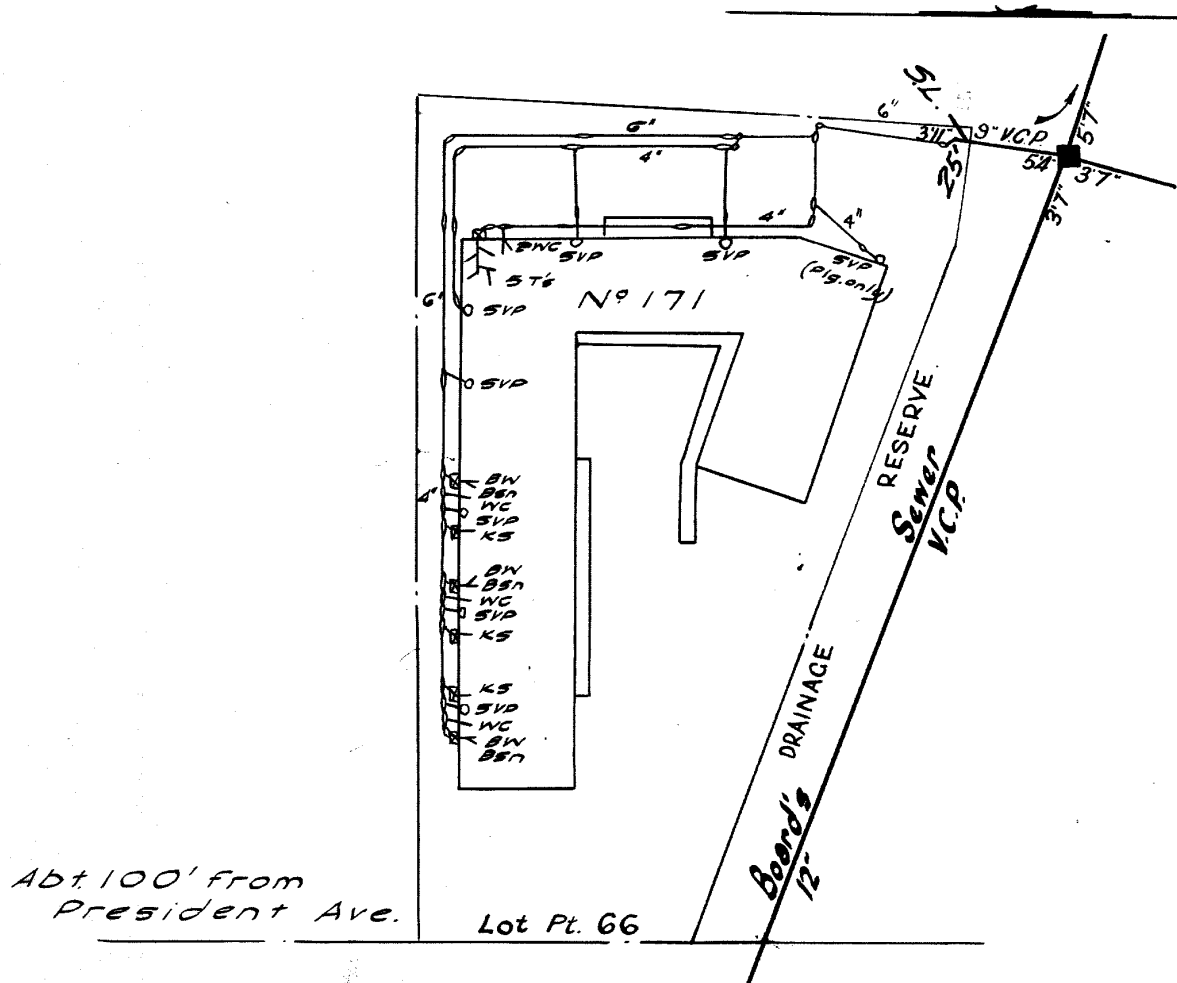 S.L.
6"
6"
3'11"
9" V.C.P.
5'7"
4"
25'
5'4"
3'7"
3'7"
4"
4"
2WC
SVP
SVP
SVP
(Plg. only)
5 T's
Nº 171
6"
SVP
SVP
RESERVE
BW
Bsn
4"
WC
SVP
KS
Sewer
V.C.P.
BW
Bsn
WC
SVP
KS
DRAINAGE
KS
SVP
WC
BW
Bsn
Board's
12"
Abt. 100' from
President Ave.
Lot Pt. 66